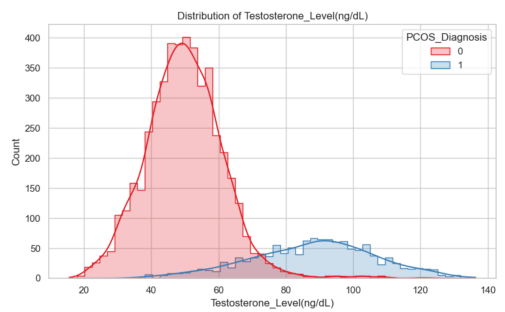 Distribution of Testosterone_Level(ng/dL)
PCOS_Diagnosis
0
1
Count
400
350
300
250
200
150
100
50
0
20 40 60 80 100 120 140
Testosterone_Level(ng/dL)